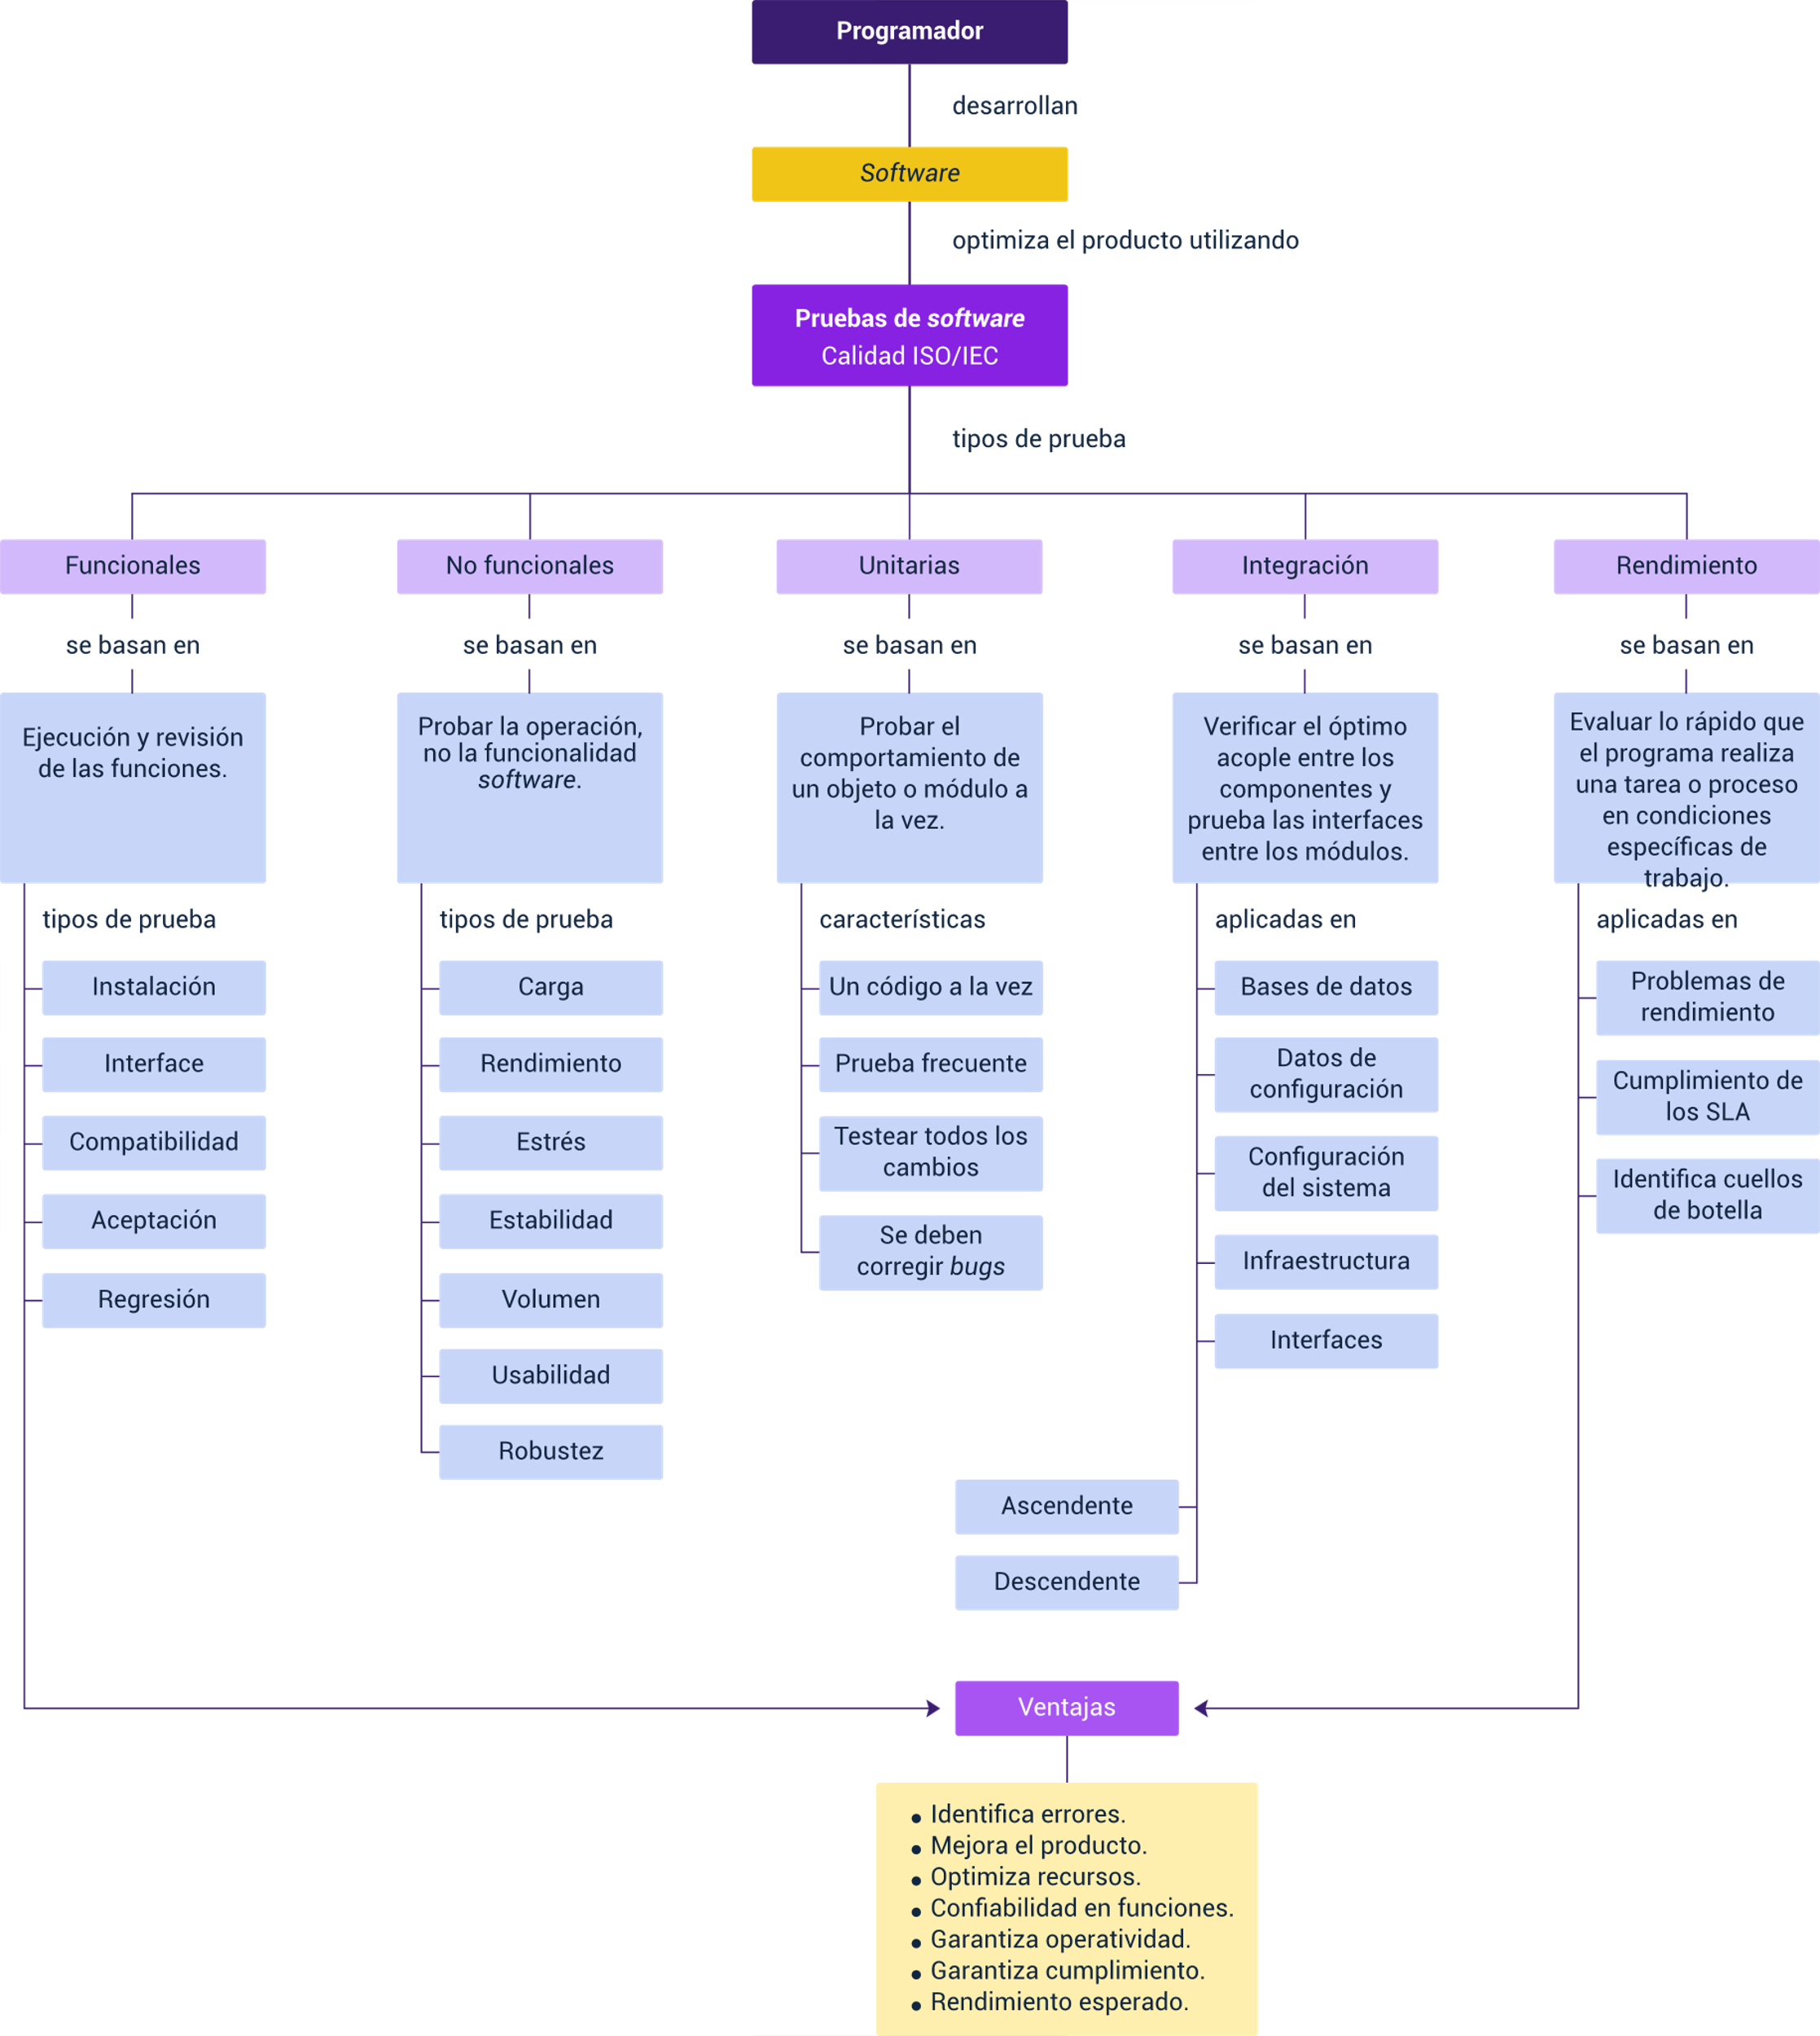 Programador
desarrollan
Software
optimiza el producto utilizando
Pruebas de software
Calidad ISO/IEC
tipos de prueba
Funcionales
se basan en
Ejecución y revisión
de las funciones.
tipos de prueba
Instalación
Interface
Compatibilidad
Aceptación
Regresión
No funcionales
se basan en
Probar la operación,
no la funcionalidad
software.
tipos de prueba
Carga
Rendimiento
Estrés
Estabilidad
Volumen
Usabilidad
Robustez
Unitarias
se basan en
Probar el
comportamiento de
un objeto o módulo a
la vez.
características
Un código a la vez
Prueba frecuente
Testear todos los
cambios
Se deben
corregir bugs
Integración
se basan en
Verificar el óptimo
acople entre los
componentes y
prueba las interfaces
entre los módulos.
aplicadas en
Bases de datos
Datos de
configuración
Configuración
del sistema
Infraestructura
Interfaces
Ascendente
Descendente
Rendimiento
se basan en
Evaluar lo rápido que
el programa realiza
una tarea o proceso
en condiciones
específicas de
trabajo.
aplicadas en
Problemas de
rendimiento
Cumplimiento de
los SLA
Identifica cuellos
de botella
Ventajas
• Identifica errores.
• Mejora el producto.
• Optimiza recursos.
• Confiabilidad en funciones.
• Garantiza operatividad.
• Garantiza cumplimiento.
• Rendimiento esperado.